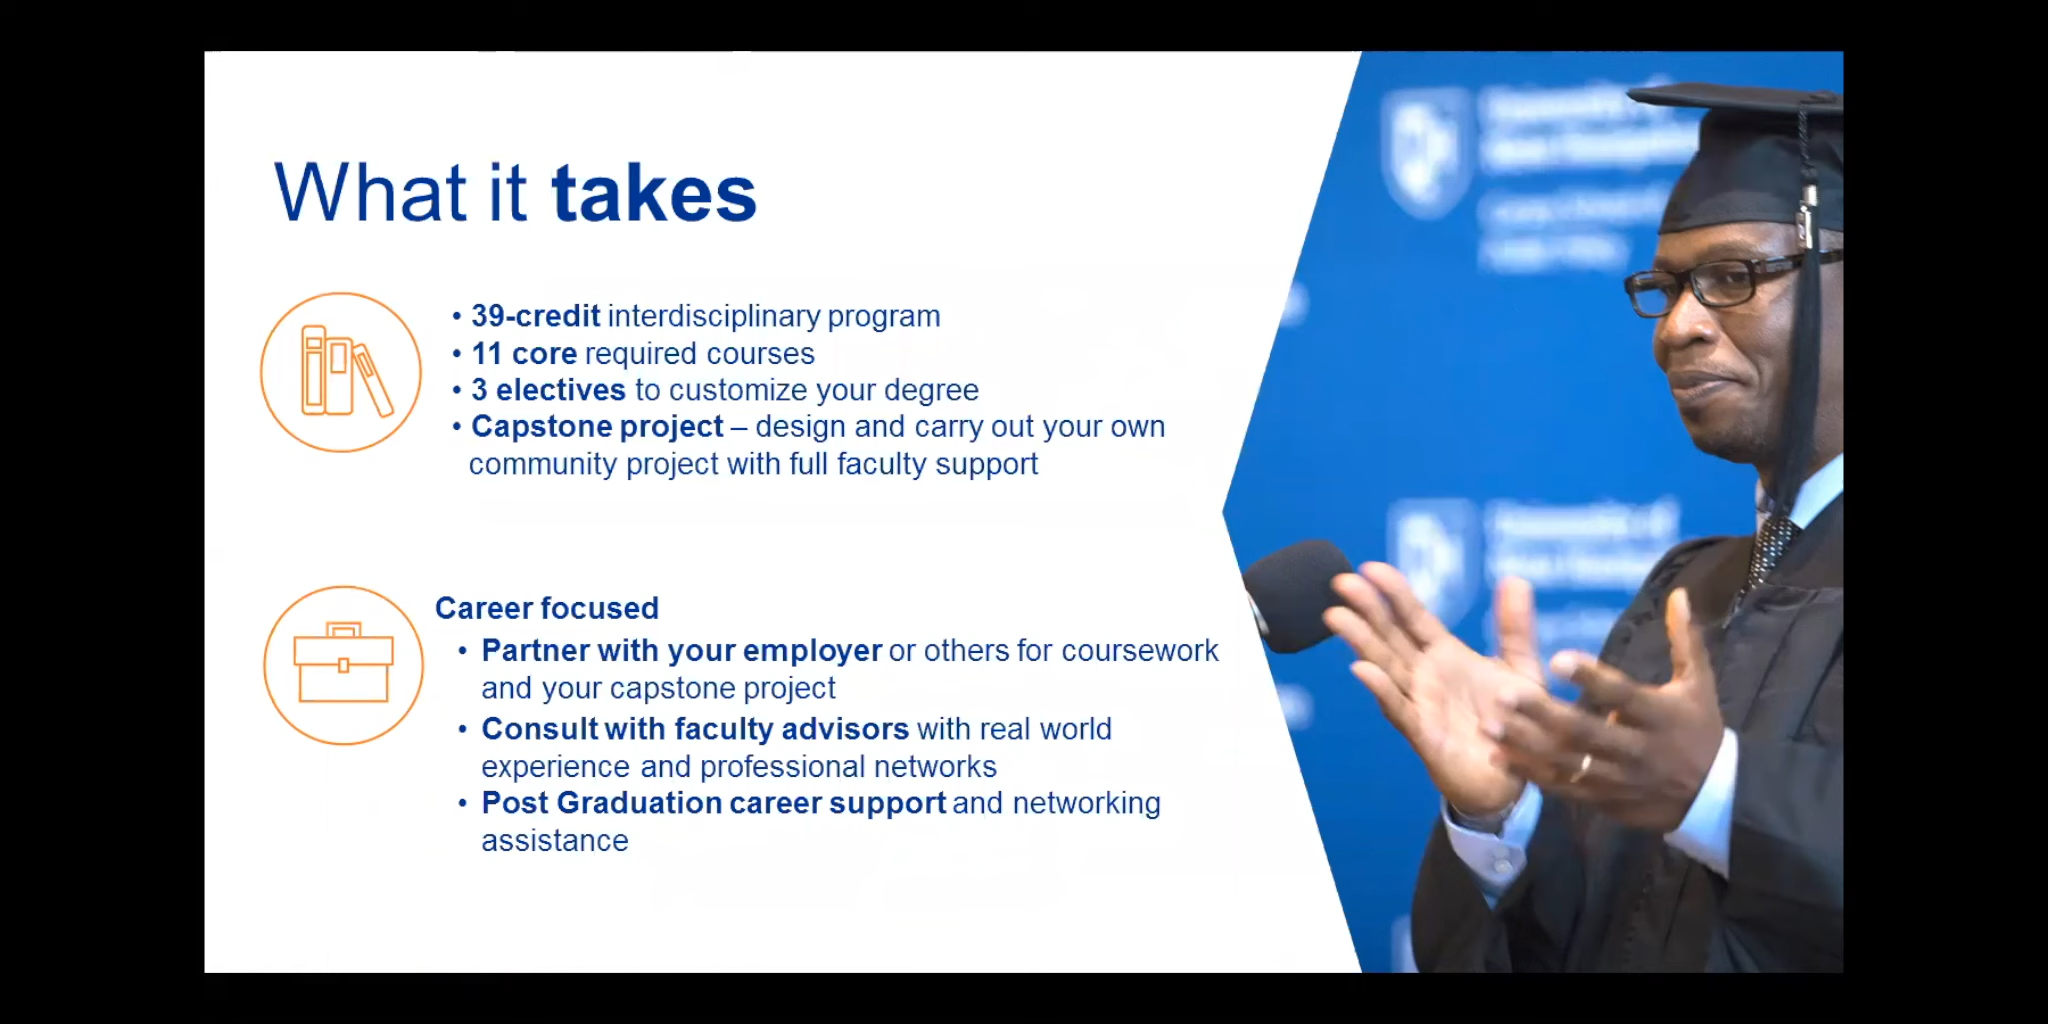 What it takes
• 39-credit interdisciplinary program
• 11 core required courses
• 3 electives to customize your degree
• Capstone project – design and carry out your own
community project with full faculty support
Career focused
• Partner with your employer or others for coursework
and your capstone project
• Consult with faculty advisors with real world
experience and professional networks
• Post Graduation career support and networking
assistance